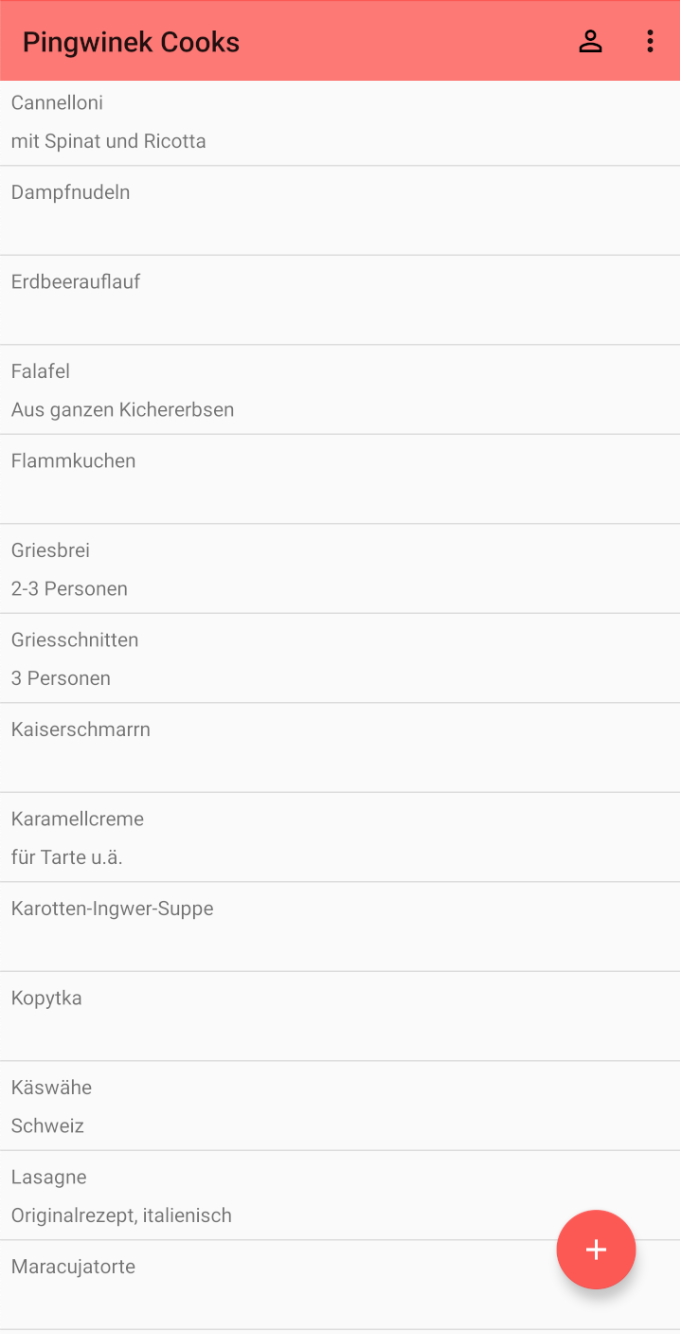 Pingwinek Cooks
Cannelloni
mit Spinat und Ricotta
Dampfnudeln
Erdbeerauflauf
Falafel
Aus ganzen Kichererbsen
Flammkuchen
Griesbrei
2-3 Personen
Griesschnitten
3 Personen
Kaiserschmarrn
Karamellcreme
für Tarte u.ä.
Karotten-Ingwer-Suppe
Kopytka
Käswähe
Schweiz
Lasagne
Originalrezept, italienisch
Maracujatorte